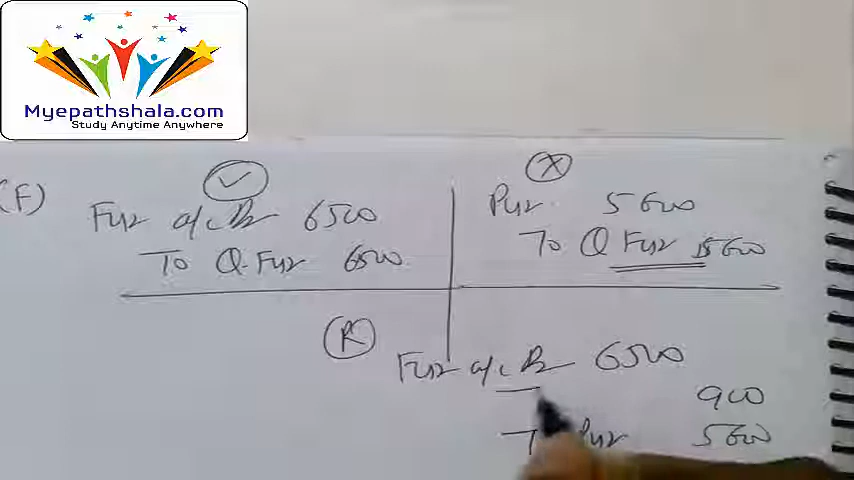 Myepathshala.com
Study Anytime Anywhere
(F)
Fur a/c Dr 6500
To Q. Fur 6500
Pur 5600
To Q Fur 5600
R
Fur a/c Dr 6500
900
Pur 5600